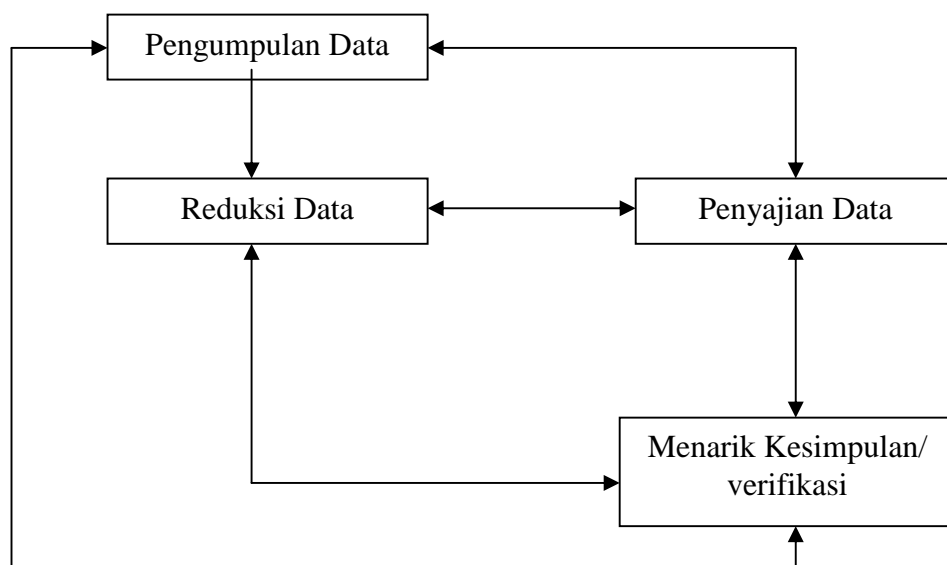 Pengumpulan Data
Reduksi Data
Penyajian Data
Menarik Kesimpulan/
verifikasi